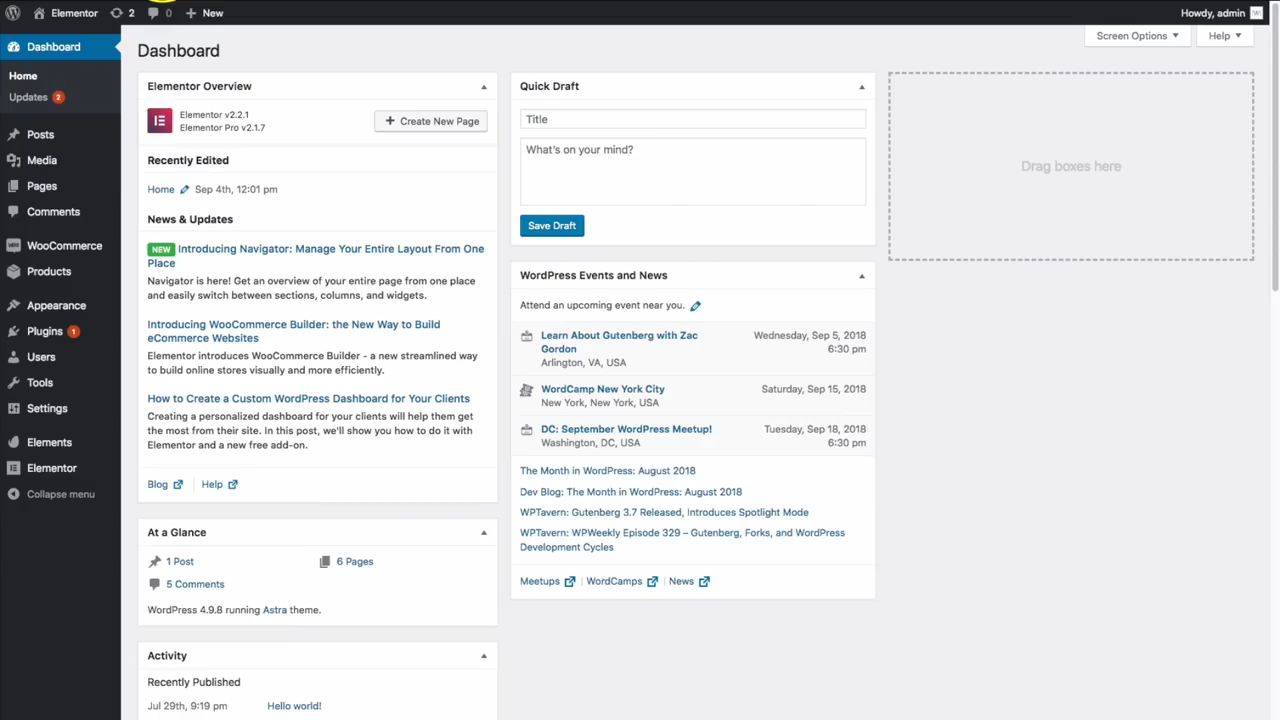 Elementor
2
0
New
Howdy, admin
Dashboard
Home
Updates 2
Posts
Media
Pages
Comments
WooCommerce
Products
Appearance
Plugins 1
Users
Tools
Settings
Elements
Elementor
Collapse menu
Screen Options
Help
Dashboard
Elementor Overview
Elementor v2.2.1
Elementor Pro v2.1.7
Create New Page
Recently Edited
Home Sep 4th, 12:01 pm
News & Updates
NEW Introducing Navigator: Manage Your Entire Layout From One
Place
Navigator is here! Get an overview of your entire page from one place
and easily switch between sections, columns, and widgets.
Introducing WooCommerce Builder: the New Way to Build
eCommerce Websites
Elementor introduces WooCommerce Builder - a new streamlined way
to build online stores visually and more efficiently.
How to Create a Custom WordPress Dashboard for Your Clients
Creating a personalized dashboard for your clients will help them get
the most from their site. In this post, we'll show you how to do it with
Elementor and a new free add-on.
Blog
Help
At a Glance
1 Post
6 Pages
5 Comments
WordPress 4.9.8 running Astra theme.
Activity
Recently Published
Jul 29th, 9:19 pm
Hello world!
Quick Draft
Title
What's on your mind?
Save Draft
WordPress Events and News
Attend an upcoming event near you.
Learn About Gutenberg with Zac
Gordon
Arlington, VA, USA
Wednesday, Sep 5, 2018
6:30 pm
WordCamp New York City
New York, New York, USA
Saturday, Sep 15, 2018
DC: September WordPress Meetup!
Washington, DC, USA
Tuesday, Sep 18, 2018
6:30 pm
The Month in WordPress: August 2018
Dev Blog: The Month in WordPress: August 2018
WPTavern: Gutenberg 3.7 Released, Introduces Spotlight Mode
WPTavern: WPWeekly Episode 329 – Gutenberg, Forks, and WordPress
Development Cycles
Meetups | WordCamps | News
Drag boxes here